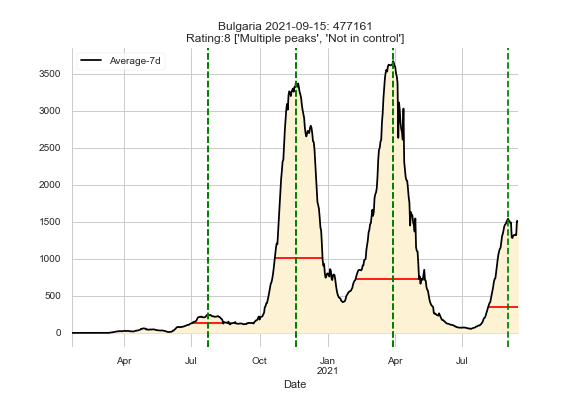 Bulgaria 2021-09-15: 477161
Rating:8 ['Multiple peaks', 'Not in control']
Average-7d
3500
3000
2500
2000
1500
1000
500
0
Apr Jul Oct Jan Apr Jul
2021
Date